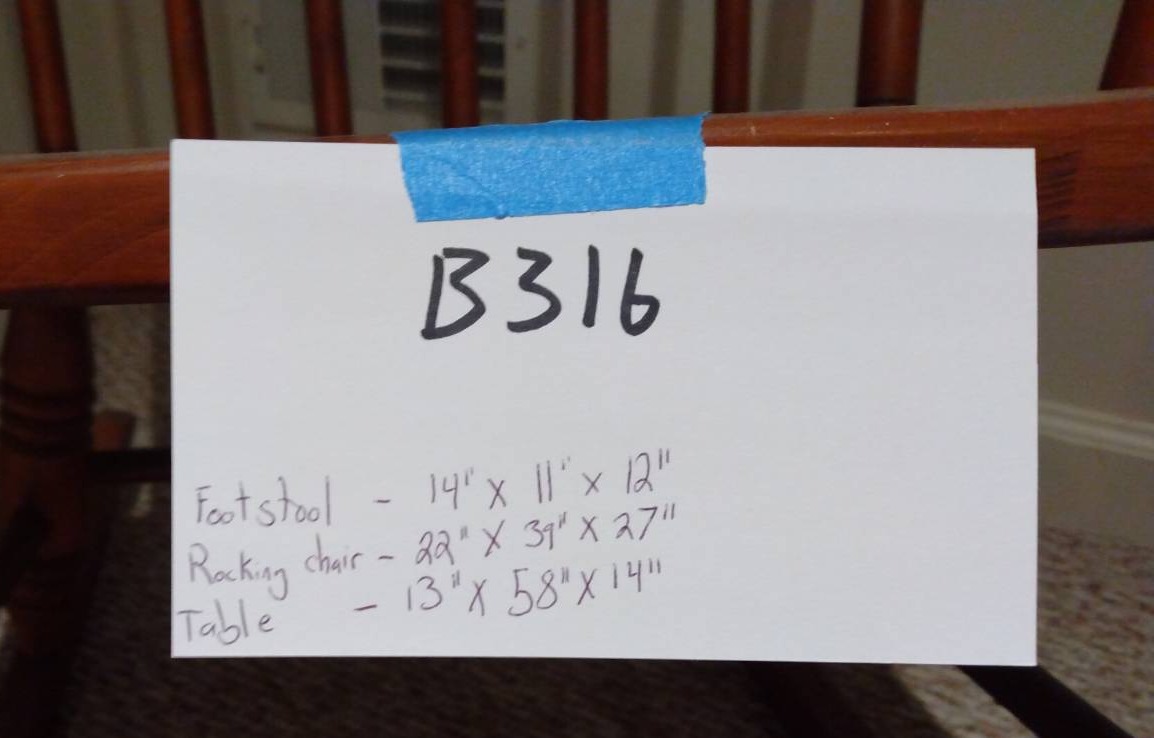 B316
Footstool - 14" X 11" X 12"
Rocking chair - 22" X 39" X 27"
Table - 13" X 58" X 14"